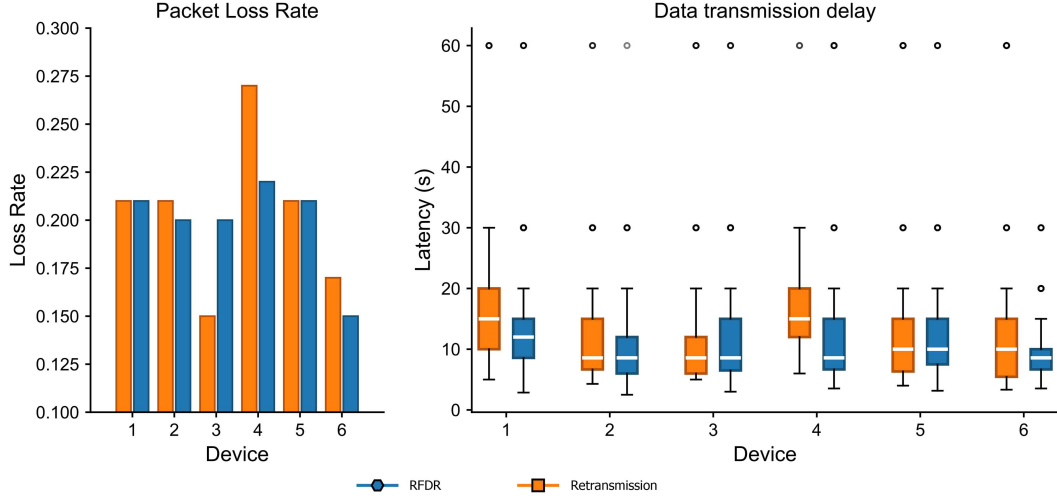 Packet Loss Rate
0.300
0.275
0.250
0.225
0.200
0.175
0.150
0.125
0.100
Loss Rate
1 2 3 4 5 6
Device
Data transmission delay
60
50
40
30
20
10
0
Latency (s)
1 2 3 4 5 6
Device
RFDR
Retransmission